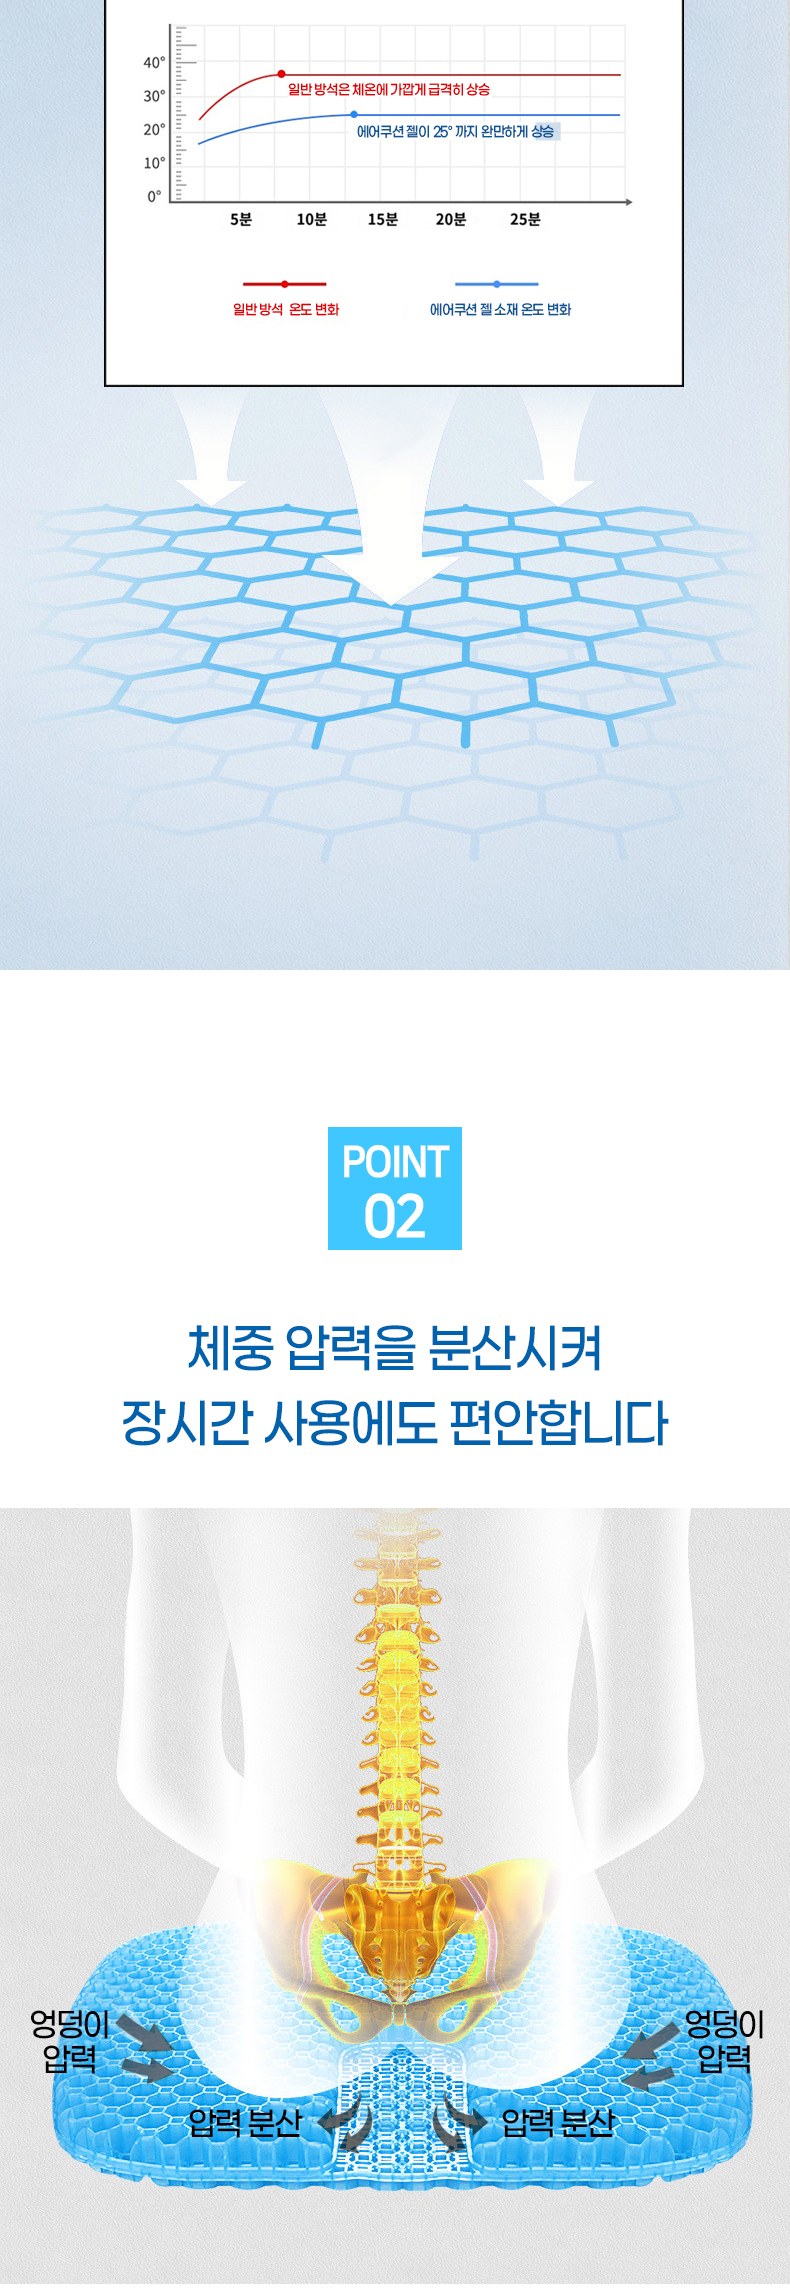 40°
일반 방석은 체온에 가깝게 급격히 상승
30°
에어쿠션 젤이 25° 까지 완만하게 상승
20°
10°
0°
5분 10분 15분 20분 25분
일반 방석 온도 변화
에어쿠션 젤 소재 온도 변화
POINT
02
체중 압력을 분산시켜
장시간 사용에도 편안합니다
엉덩이
압력
엉덩이
압력
압력 분산
압력 분산